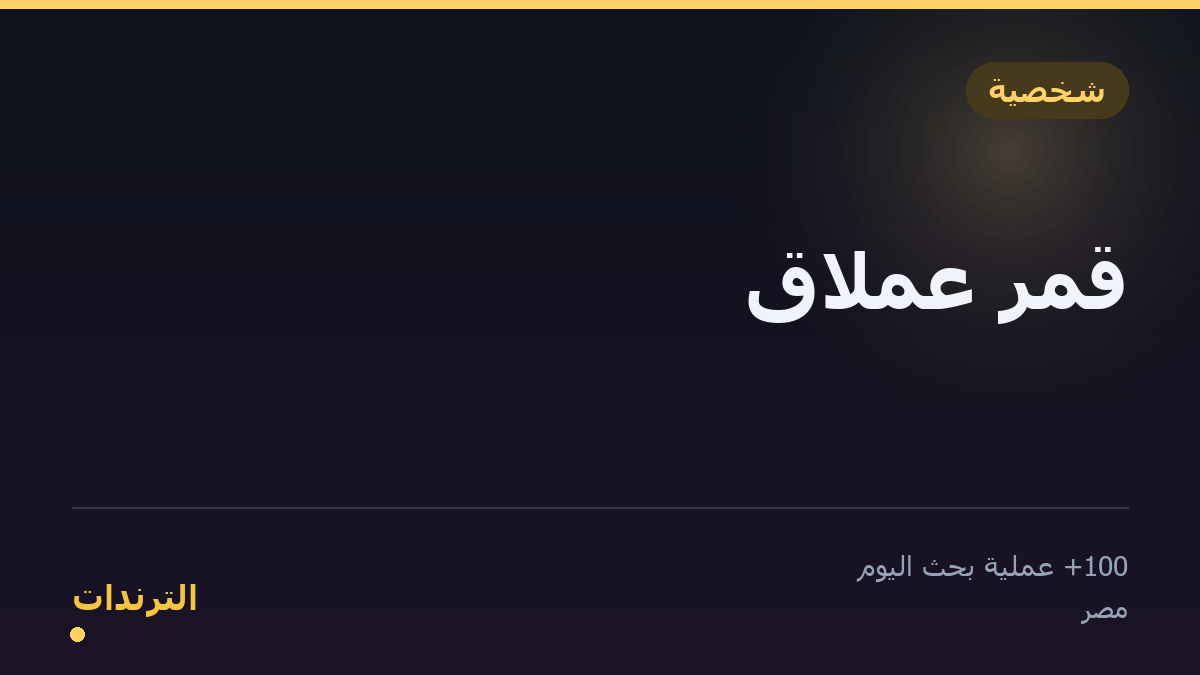 شخصية
قمر عملاق
100+ عملية بحث اليوم
مصر
الترندات